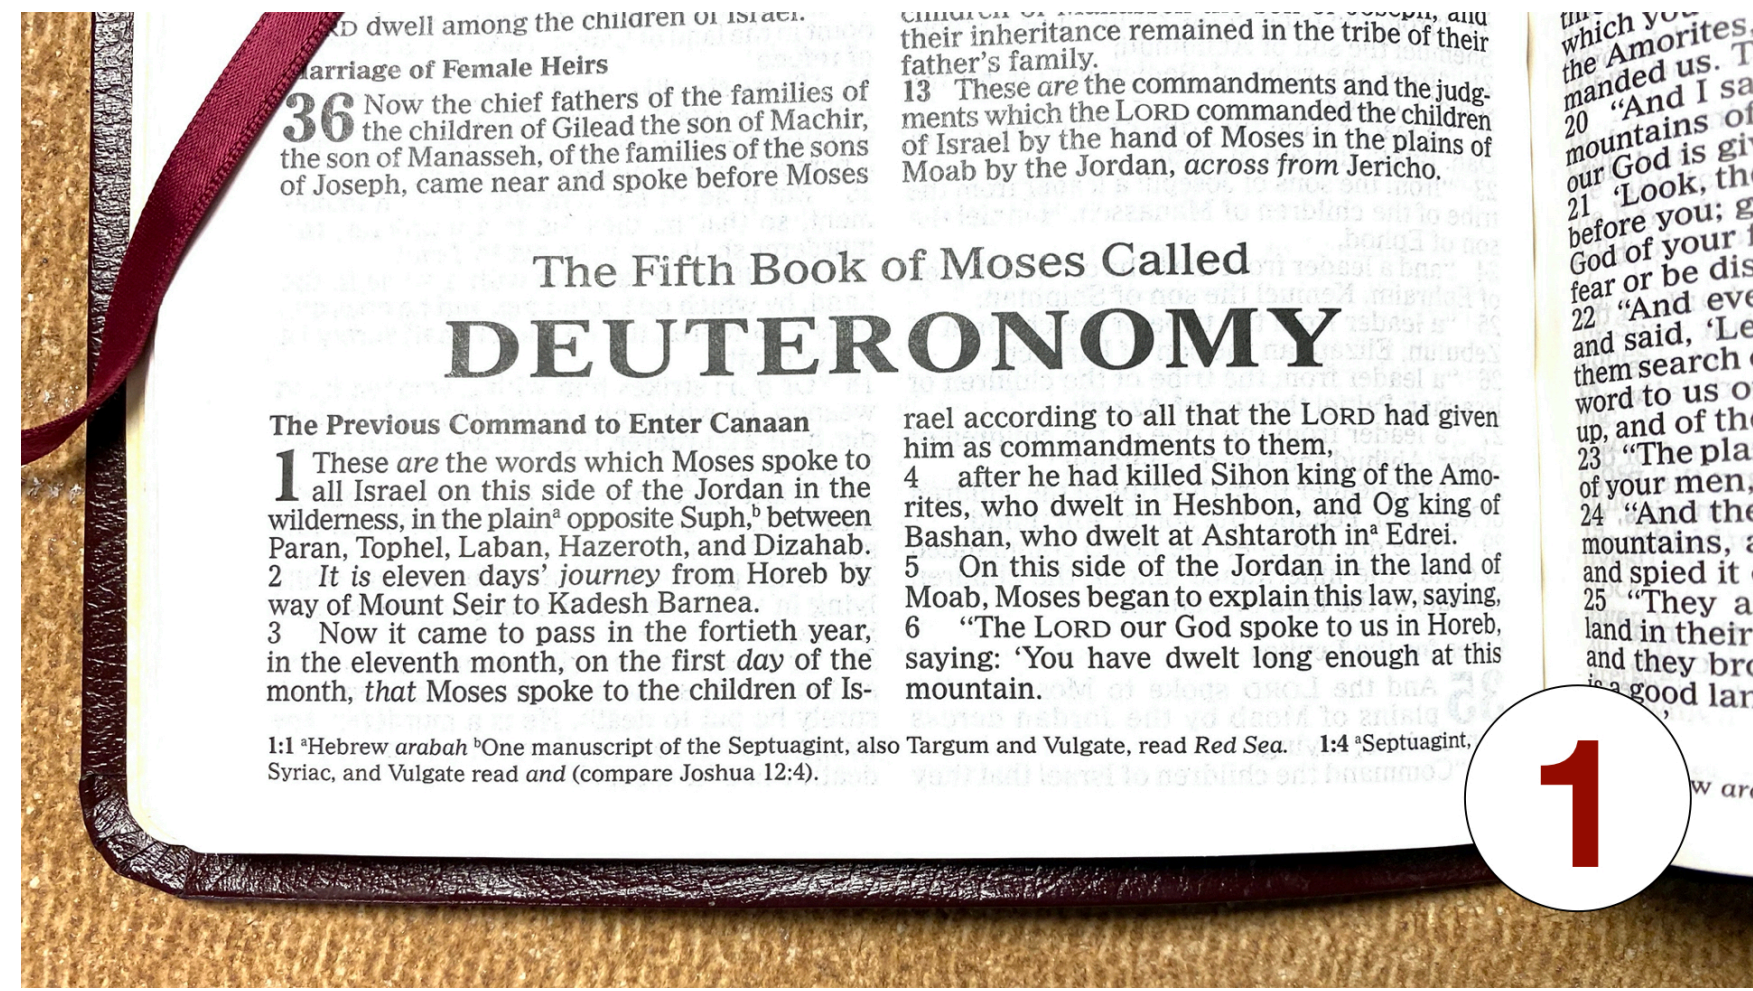 dwell among the children of Israel.
arriage of Female Heirs
36 Now the chief fathers of the families of
the children of Gilead the son of Machir,
the son of Manasseh, of the families of the sons
of Joseph, came near and spoke before Moses
their inheritance remained in the tribe of their
father's family.
13 These are the commandments and the judg-
ments which the LORD commanded the children
of Israel by the hand of Moses in the plains of
Moab by the Jordan, across from Jericho.
The Fifth Book of Moses Called
DEUTERONOMY
The Previous Command to Enter Canaan
1 These are the words which Moses spoke to
all Israel on this side of the Jordan in the
wilderness, in the plainᵃ opposite Suph,ᵇ between
Paran, Tophel, Laban, Hazeroth, and Dizahab.
2 It is eleven days' journey from Horeb by
way of Mount Seir to Kadesh Barnea.
3 Now it came to pass in the fortieth year,
in the eleventh month, on the first day of the
month, that Moses spoke to the children of Is-
rael according to all that the LORD had given
him as commandments to them,
4 after he had killed Sihon king of the Amo-
rites, who dwelt in Heshbon, and Og king of
Bashan, who dwelt at Ashtaroth inᵃ Edrei.
5 On this side of the Jordan in the land of
Moab, Moses began to explain this law, saying,
6 "The LORD our God spoke to us in Horeb,
saying: 'You have dwelt long enough at this
mountain.
1:1 ᵃHebrew arabah ᵇOne manuscript of the Septuagint, also Targum and Vulgate, read Red Sea. 1:4 ᵃSeptuagint,
Syriac, and Vulgate read and (compare Joshua 12:4).
which
the Amorites,
manded us.
20 "And I
mountains of
our God is
21 'Look,
before you;
God of your
fear or be
22 "And
and said,
them search
word to us
up, and of
23 "The
of your men,
24 "And
mountains,
and spied it
25 "They
land in their
and they
good
1